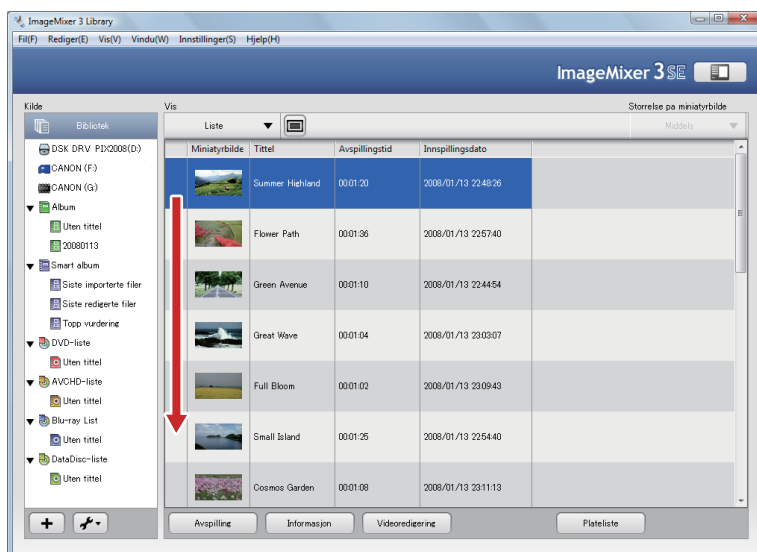 ImageMixer 3 Library
Fil(F) Rediger(E) Vis(V) Vindu(W) Innstillinger(S) Hjelp(H)
ImageMixer 3 SE
Kilde
Bibliotek
DSK DRV PIX2008(D:)
CANON (F:)
CANON (G:)
Album
Uten tittel
20080113
Smart album
Siste importerte filer
Siste redigerte filer
Topp vurdering
DVD-liste
Uten tittel
AVCHD-liste
Uten tittel
Blu-ray List
Uten tittel
DataDisc-liste
Uten tittel
Vis
Liste
Storrelse pa miniatyrbilde
Middels
Miniatyrbilde Tittel Avspillingstid Innspillingsdato
Summer Highland 00:01:20 2008/01/13 22:48:26
Flower Path 00:01:36 2008/01/13 22:57:40
Green Avenue 00:01:10 2008/01/13 22:44:54
Great Wave 00:01:04 2008/01/13 23:03:07
Full Bloom 00:01:02 2008/01/13 23:09:43
Small Island 00:01:25 2008/01/13 22:54:40
Cosmos Garden 00:01:08 2008/01/13 23:11:13
Avspilling Informasjon Videoredigering Plateliste